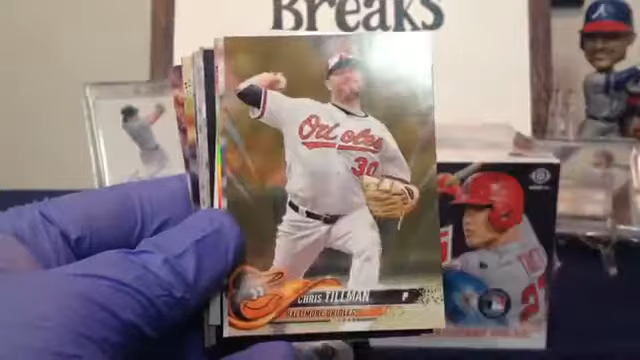 Breaks
Orioles
30
CHRIS TILLMAN P
BALTIMORE ORIOLES